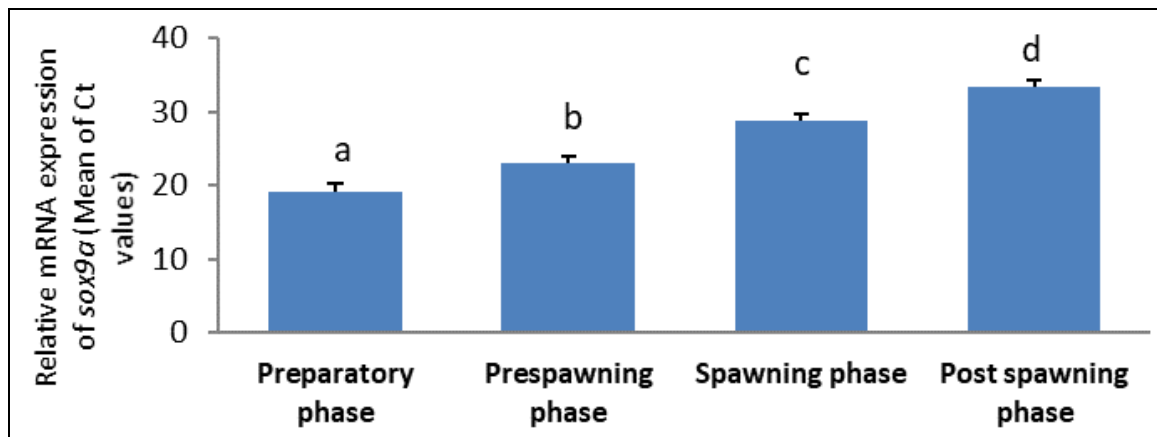 Relative mRNA expression
of sox9a (Mean of Ct
values)
40
30
20
10
0
a
b
c
d
Preparatory
phase
Prespawning
phase
Spawning phase
Post spawning
phase